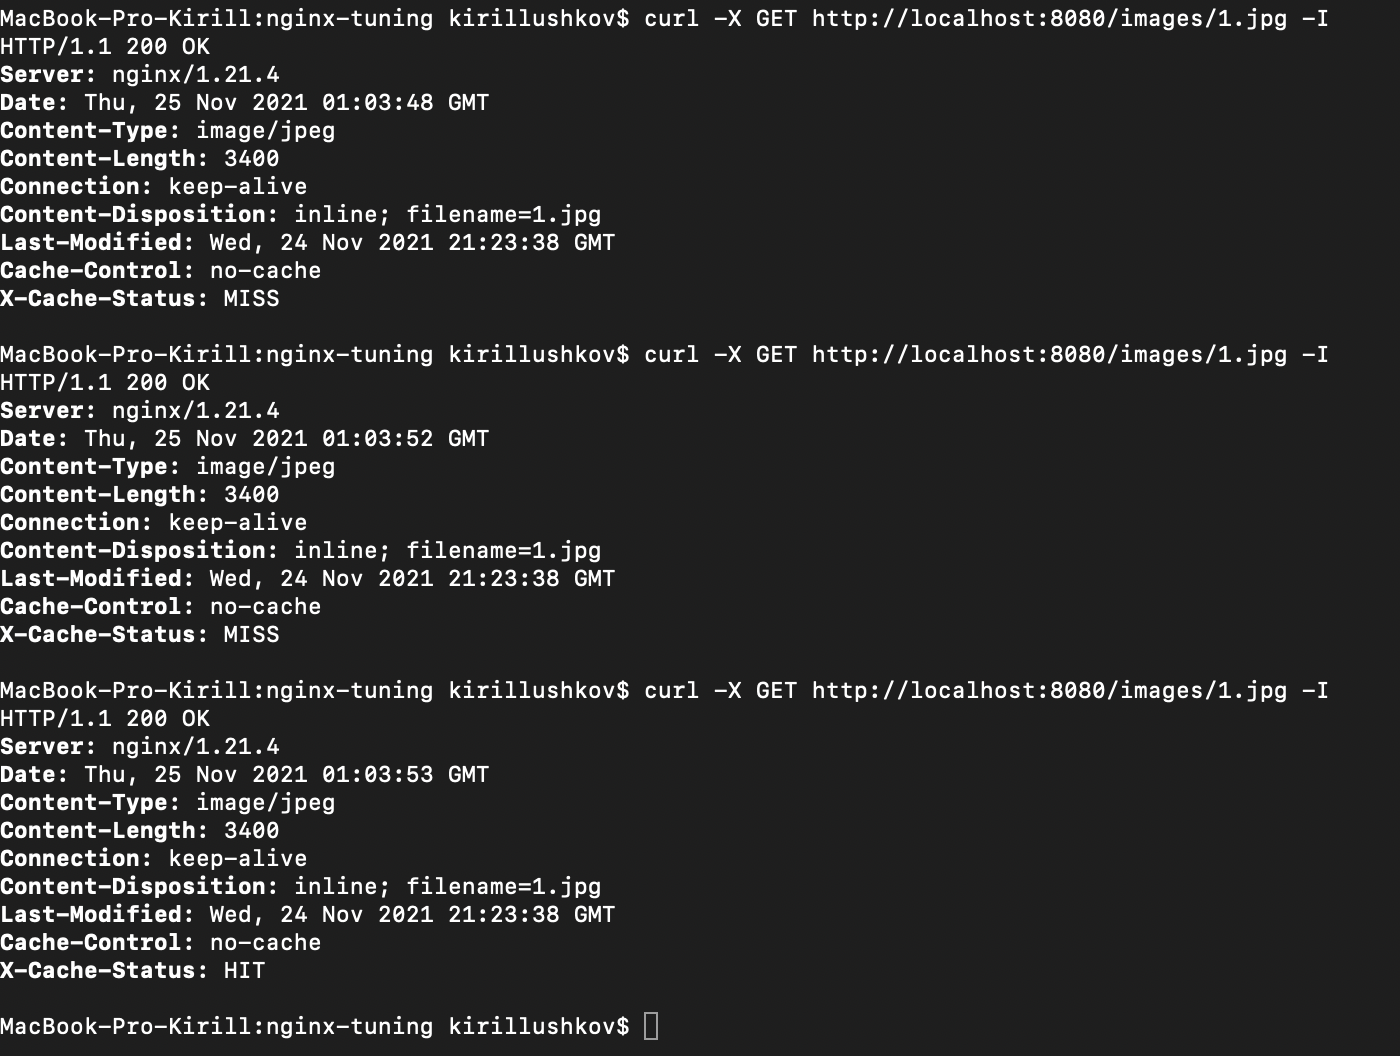 MacBook-Pro-Kirill:nginx-tuning kirillushkov$ curl -X GET http://localhost:8080/images/1.jpg -I
HTTP/1.1 200 OK
Server: nginx/1.21.4
Date: Thu, 25 Nov 2021 01:03:48 GMT
Content-Type: image/jpeg
Content-Length: 3400
Connection: keep-alive
Content-Disposition: inline; filename=1.jpg
Last-Modified: Wed, 24 Nov 2021 21:23:38 GMT
Cache-Control: no-cache
X-Cache-Status: MISS

MacBook-Pro-Kirill:nginx-tuning kirillushkov$ curl -X GET http://localhost:8080/images/1.jpg -I
HTTP/1.1 200 OK
Server: nginx/1.21.4
Date: Thu, 25 Nov 2021 01:03:52 GMT
Content-Type: image/jpeg
Content-Length: 3400
Connection: keep-alive
Content-Disposition: inline; filename=1.jpg
Last-Modified: Wed, 24 Nov 2021 21:23:38 GMT
Cache-Control: no-cache
X-Cache-Status: MISS

MacBook-Pro-Kirill:nginx-tuning kirillushkov$ curl -X GET http://localhost:8080/images/1.jpg -I
HTTP/1.1 200 OK
Server: nginx/1.21.4
Date: Thu, 25 Nov 2021 01:03:53 GMT
Content-Type: image/jpeg
Content-Length: 3400
Connection: keep-alive
Content-Disposition: inline; filename=1.jpg
Last-Modified: Wed, 24 Nov 2021 21:23:38 GMT
Cache-Control: no-cache
X-Cache-Status: HIT

MacBook-Pro-Kirill:nginx-tuning kirillushkov$